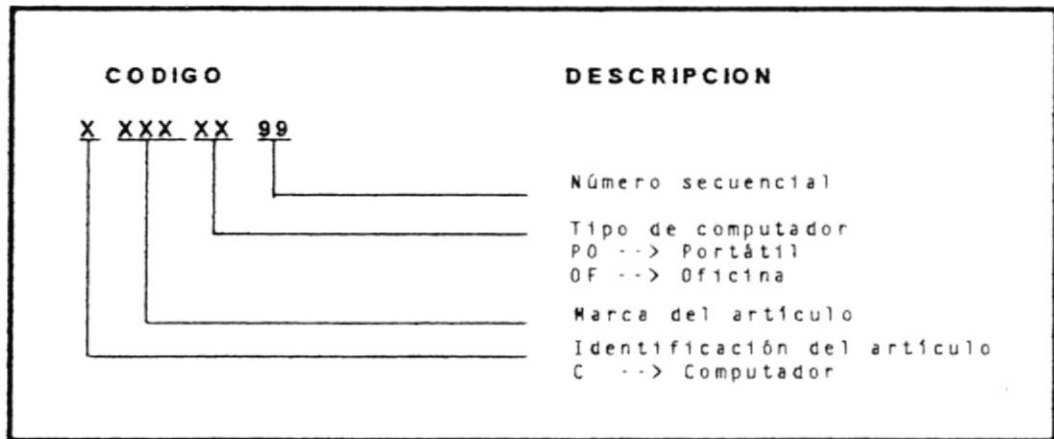 CODIGO DESCRIPCION
X XXX XX 99
Número secuencial
Tipo de computador
PO --> Portátil
OF --> Oficina
Marca del artículo
Identificación del artículo
C --> Computador